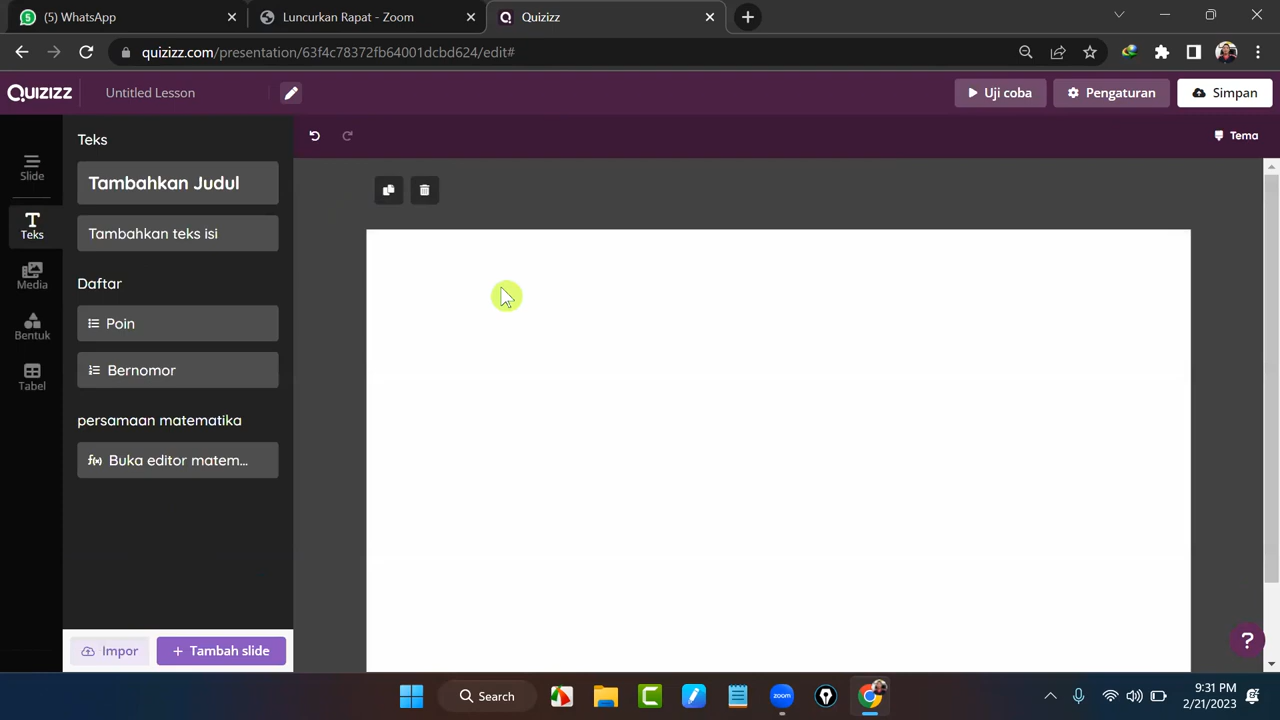 (5) WhatsApp
Luncurkan Rapat - Zoom
Quizizz
quizizz.com/presentation/63f4c78372fb64001dcbd624/edit#
QUIZIZZ
Untitled Lesson
Uji coba
Pengaturan
Simpan
Tema
Slide
Teks
Media
Bentuk
Tabel
Teks
Tambahkan Judul
Tambahkan teks isi
Daftar
Poin
Bernomor
persamaan matematika
f(x) Buka editor matem...
Impor
+ Tambah slide
?
Search
zoom
9:31 PM
2/21/2023